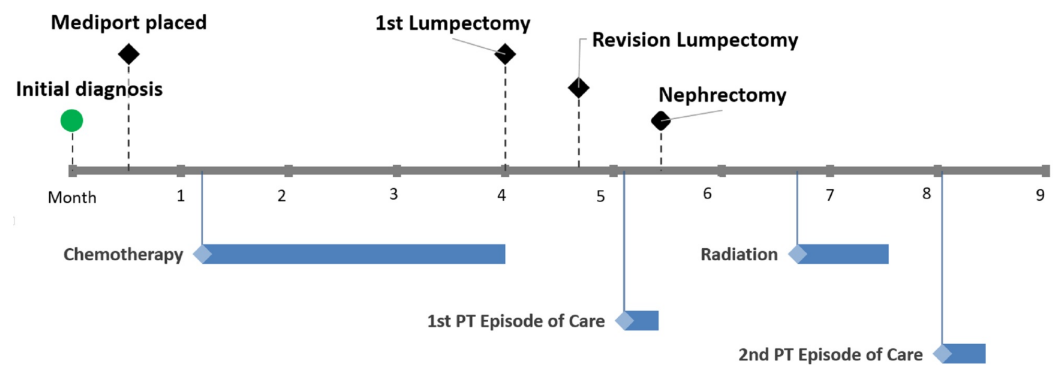 Mediport placed
1st Lumpectomy
Revision Lumpectomy
Initial diagnosis
Nephrectomy
Month 1 2 3 4 5 6 7 8 9
Chemotherapy
Radiation
1st PT Episode of Care
2nd PT Episode of Care